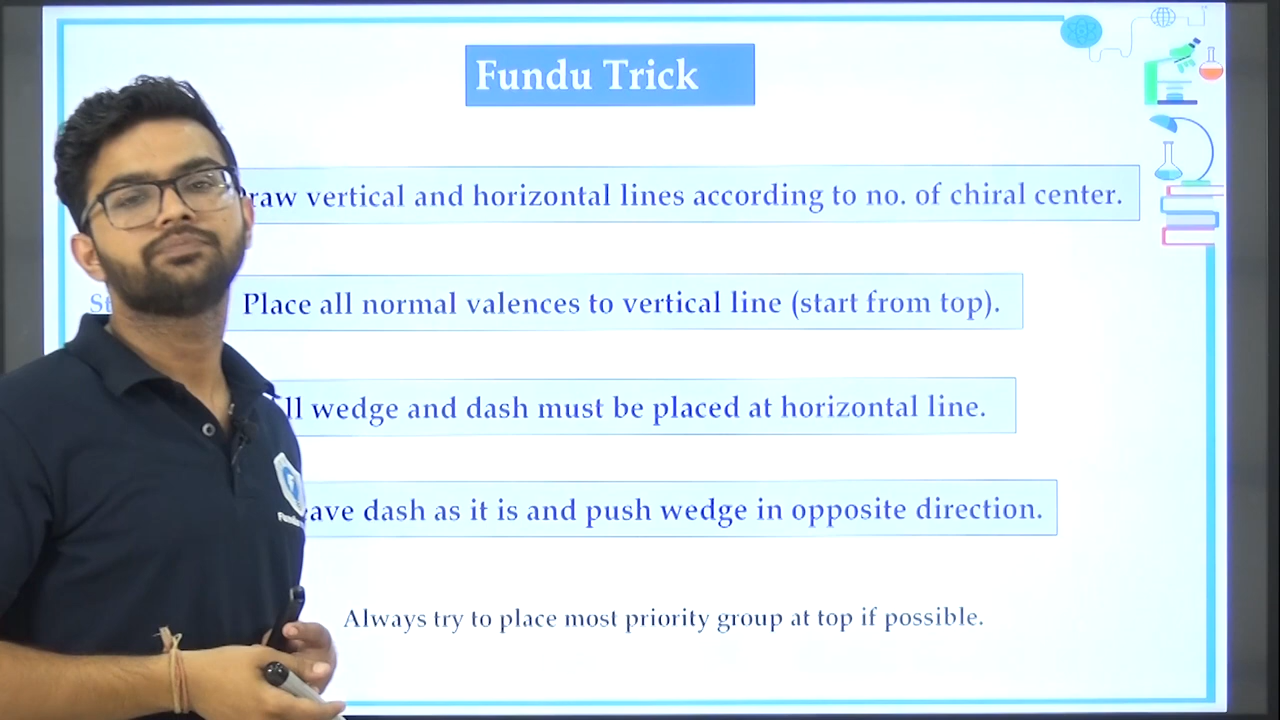 Fundu Trick
raw vertical and horizontal lines according to no. of chiral center.
Place all normal valences to vertical line (start from top).
ll wedge and dash must be placed at horizontal line.
ave dash as it is and push wedge in opposite direction.
Always try to place most priority group at top if possible.